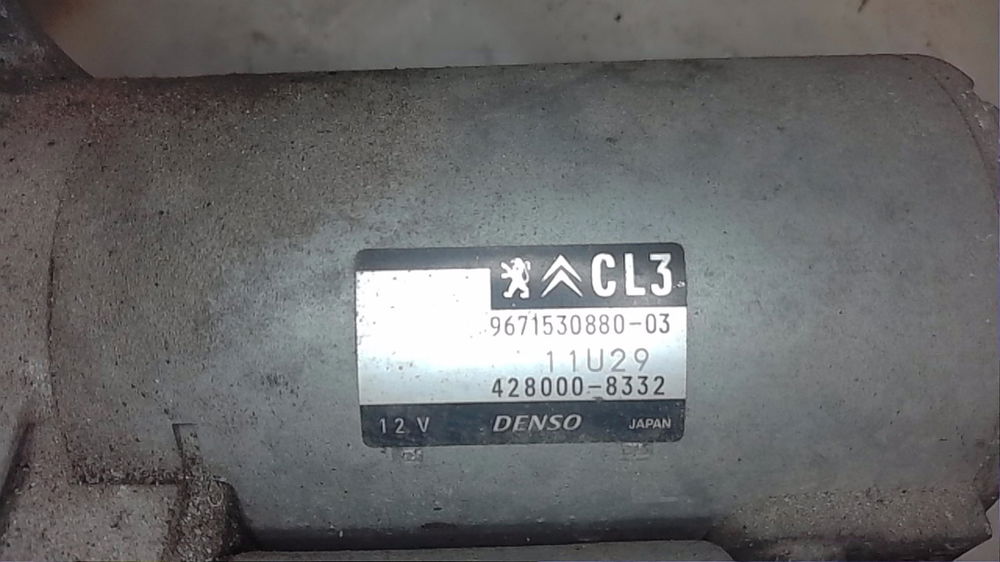 CL3
9671530880-03
11U29
428000-8332
12 V DENSO JAPAN